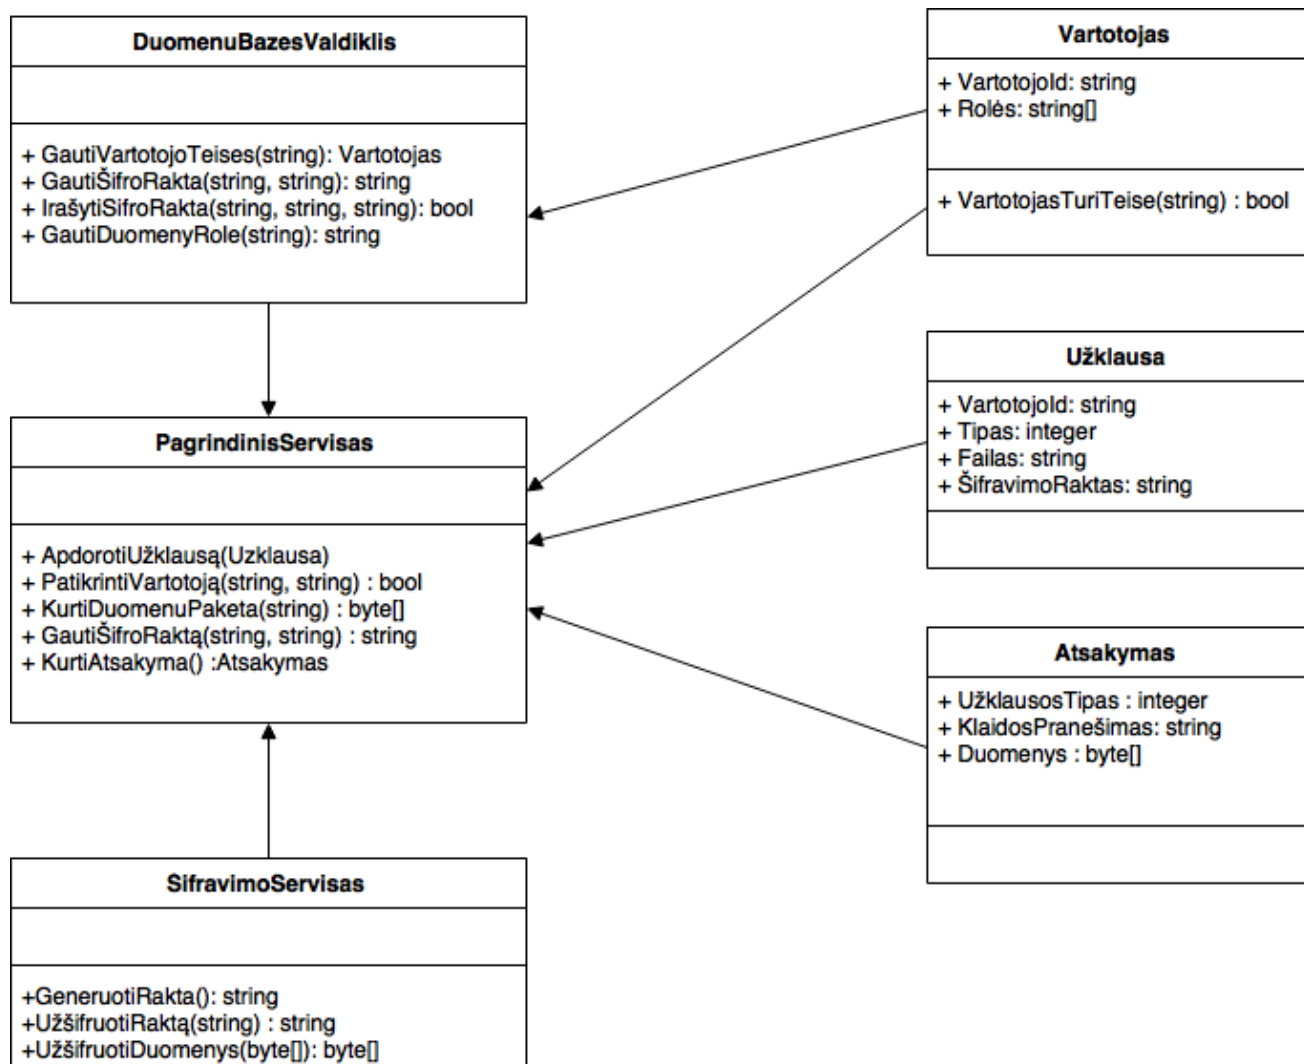 DuomenuBazesValdiklis
+ GautiVartotojoTeises(string): Vartotojas
+ GautiŠifroRakta(string, string): string
+ IrašytiSifroRakta(string, string, string): bool
+ GautiDuomenyRole(string): string
Vartotojas
+ VartotojoId: string
+ Rolės: string[]
+ VartotojasTuriTeise(string) : bool
PagrindinisServisas
+ ApdorotiUžklausą(Uzklausa)
+ PatikrintiVartotoją(string, string) : bool
+ KurtiDuomenuPaketa(string) : byte[]
+ GautiŠifroRaktą(string, string) : string
+ KurtiAtsakyma() :Atsakymas
Užklausa
+ VartotojoId: string
+ Tipas: integer
+ Failas: string
+ ŠifravimoRaktas: string
Atsakymas
+ UžklausosTipas : integer
+ KlaidosPranešimas: string
+ Duomenys : byte[]
SifravimoServisas
+GeneruotiRakta(): string
+UžšifruotiRaktą(string) : string
+UžšifruotiDuomenys(byte[]): byte[]